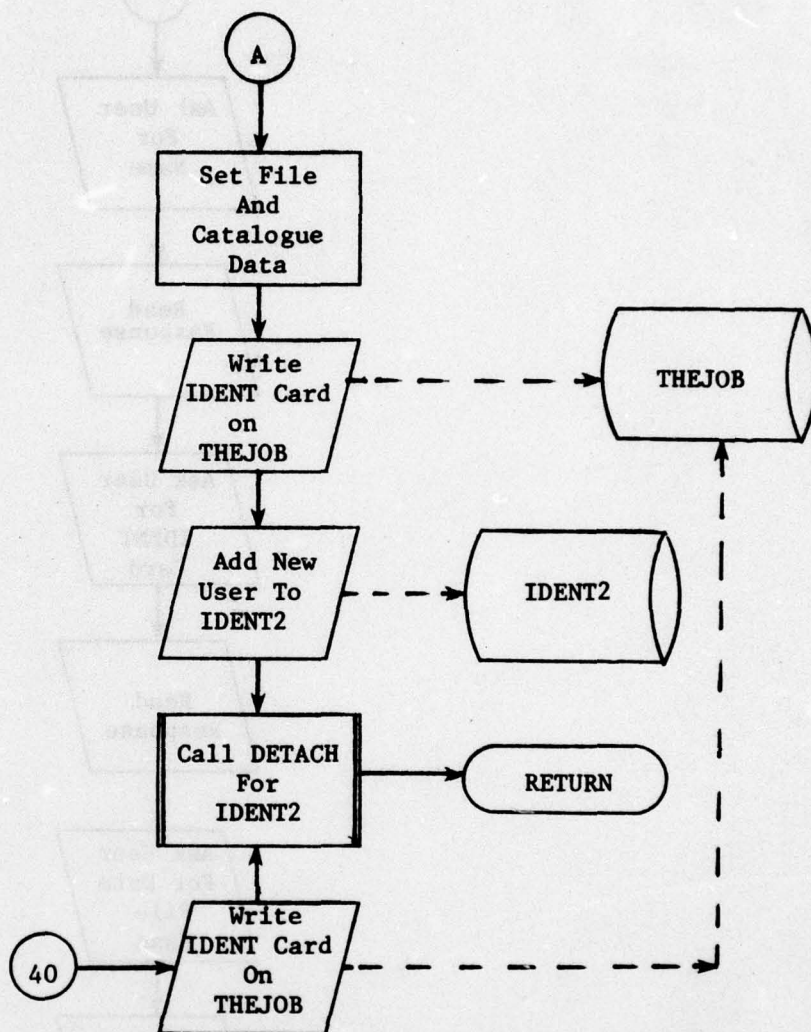 A
Set File
And
Catalogue
Data
Write
IDENT Card
on
THEJOB
THEJOB
Add New
User To
IDENT2
IDENT2
Call DETACH
For
IDENT2
RETURN
Write
IDENT Card
On
THEJOB
40